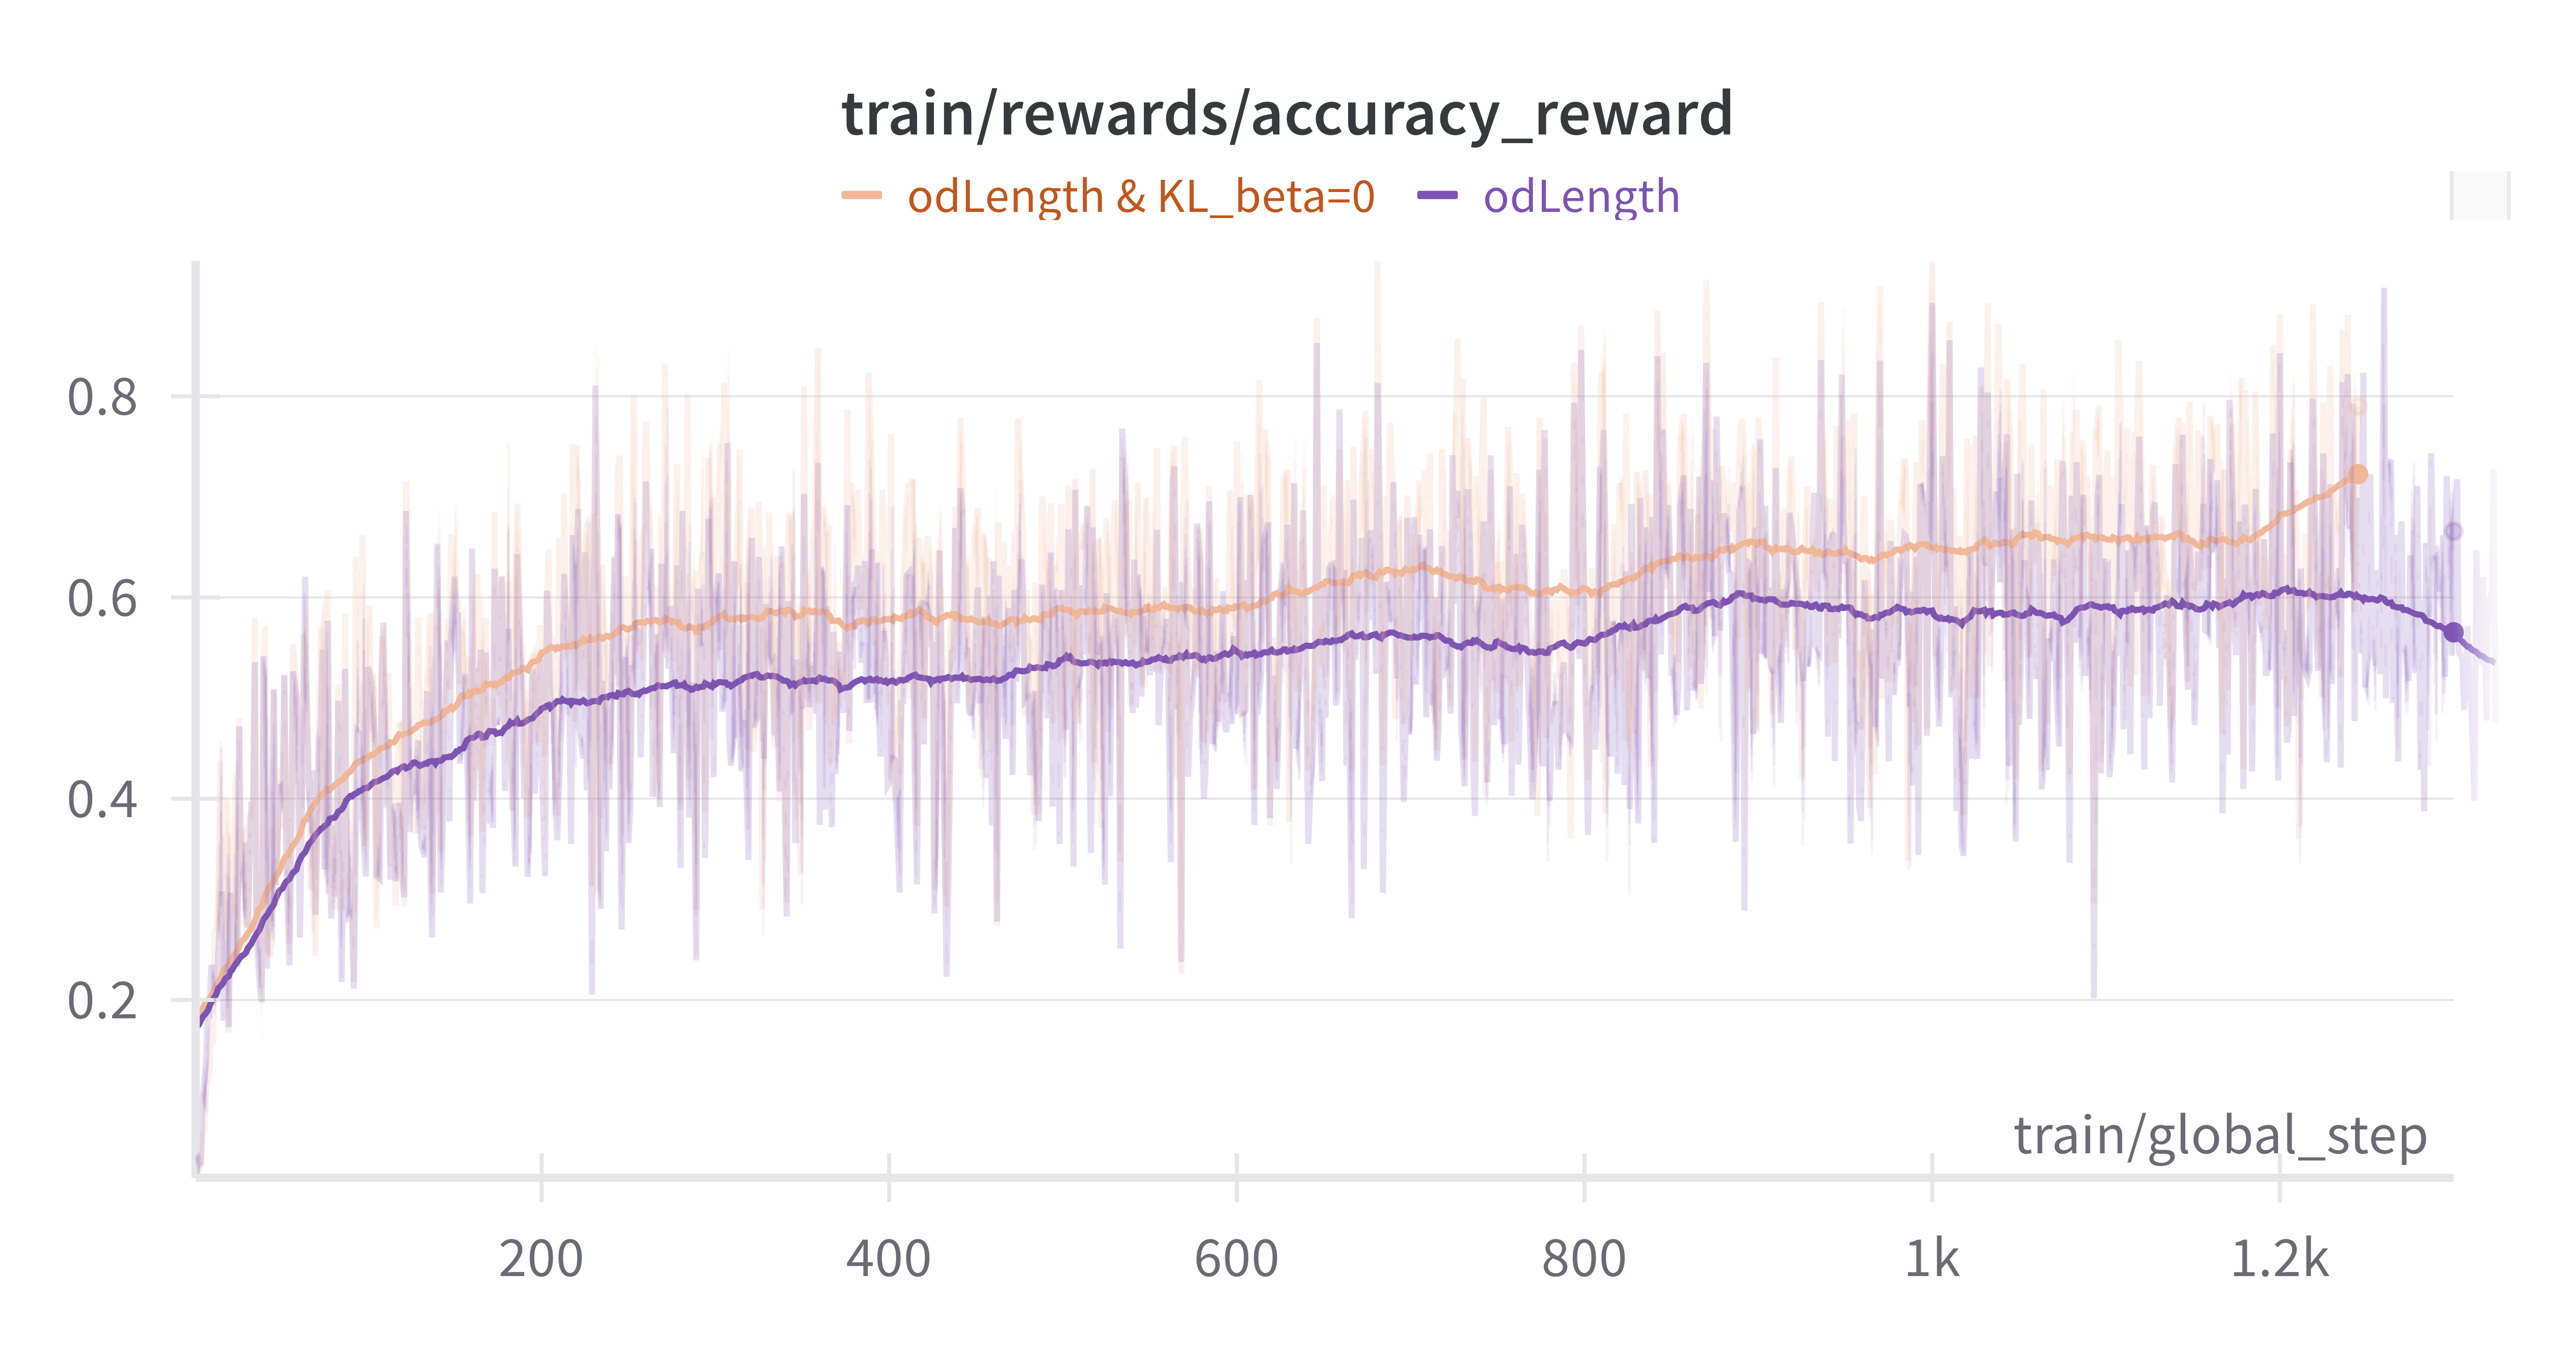 train/rewards/accuracy_reward
odLength & KL_beta=0 odLength
0.8
0.6
0.4
0.2
train/global_step
200 400 600 800 1k 1.2k